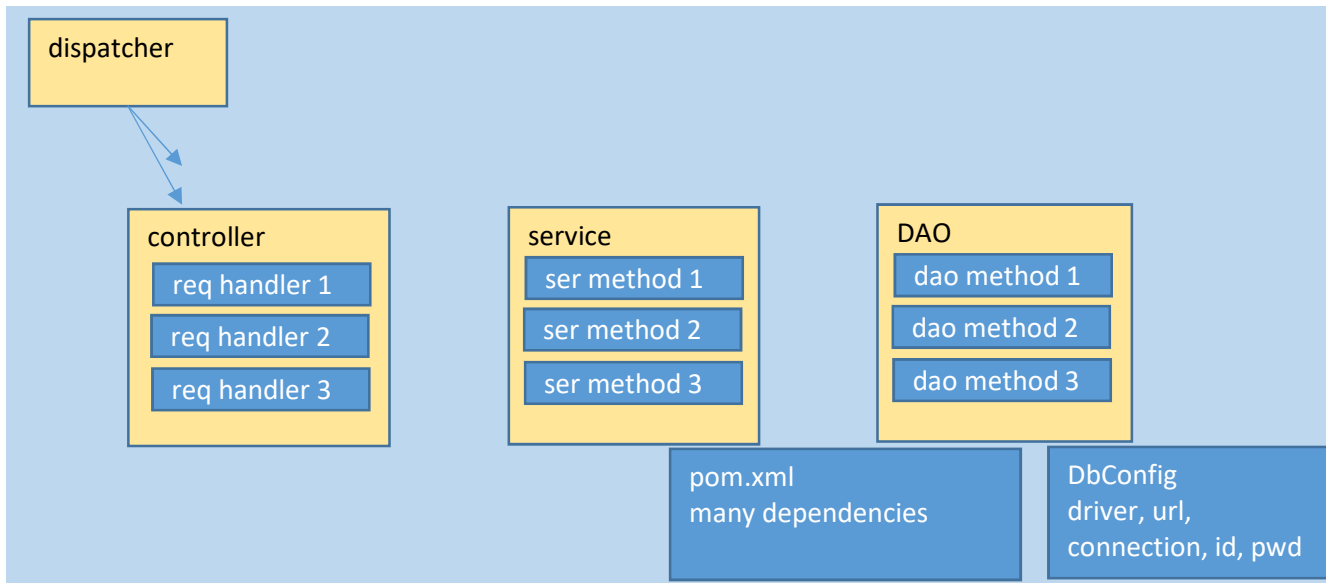 dispatcher
controller
req handler 1
req handler 2
req handler 3
service
ser method 1
ser method 2
ser method 3
DAO
dao method 1
dao method 2
dao method 3
pom.xml
many dependencies
DbConfig
driver, url,
connection, id, pwd